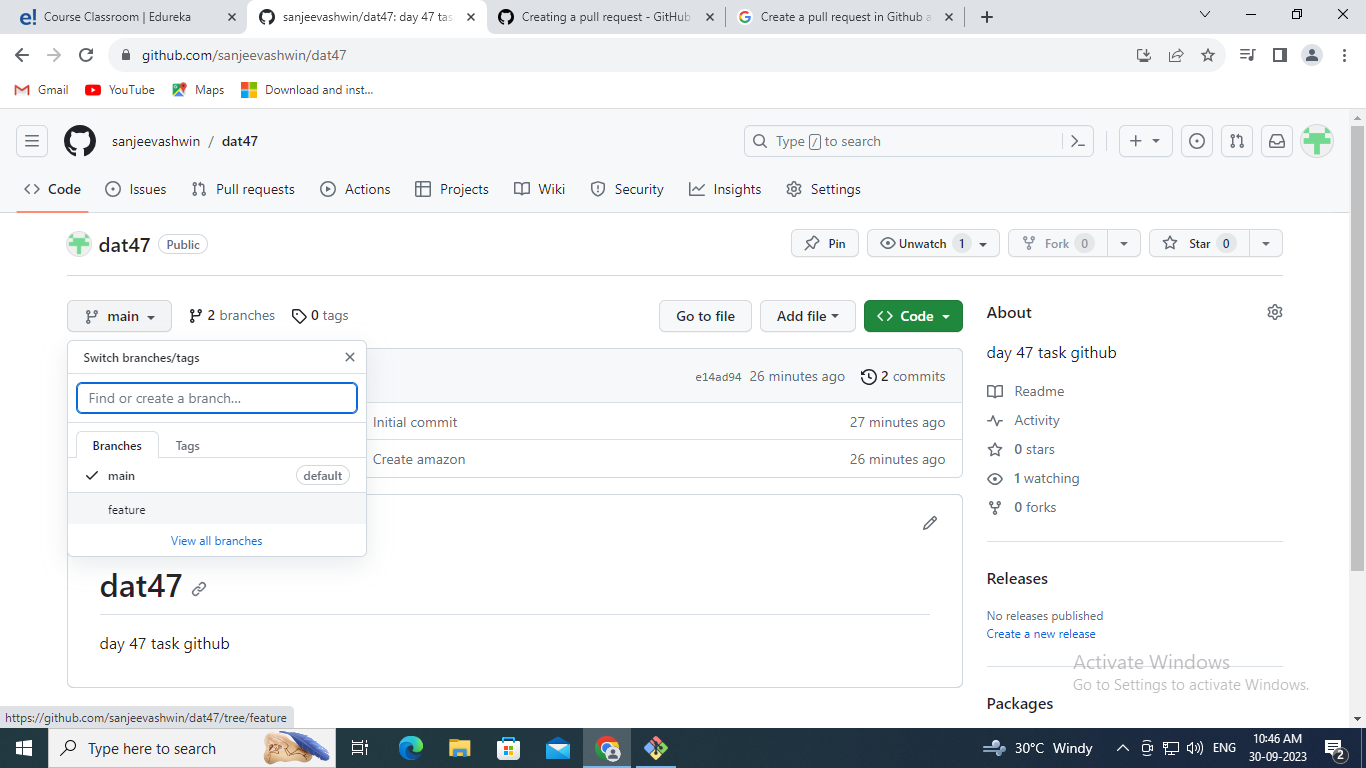 Course Classroom | Edureka
sanjeevashwin/dat47: day 47 tas
Creating a pull request - GitHub
Create a pull request in Github a
github.com/sanjeevashwin/dat47
Gmail
YouTube
Maps
Download and inst...
sanjeevashwin / dat47
Type / to search
Code
Issues
Pull requests
Actions
Projects
Wiki
Security
Insights
Settings
dat47 Public
Pin
Unwatch 1
Fork 0
Star 0
main
2 branches
0 tags
Go to file
Add file
Code
About
day 47 task github
Switch branches/tags
Find or create a branch...
Branches
Tags
main default
feature
View all branches
e14ad94 26 minutes ago 2 commits
Initial commit 27 minutes ago
Create amazon 26 minutes ago
dat47
day 47 task github
Readme
Activity
0 stars
1 watching
0 forks
Releases
No releases published
Create a new release
Packages
Activate Windows
Go to Settings to activate Windows.
https://github.com/sanjeevashwin/dat47/tree/feature
Type here to search
30°C Windy
ENG
10:46 AM
30-09-2023
2